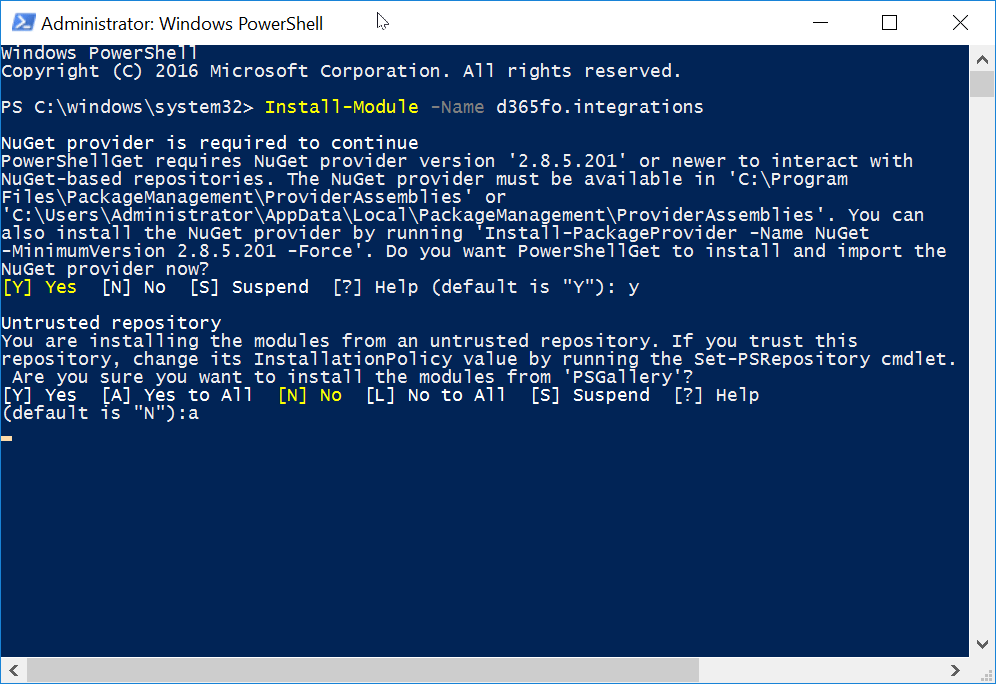 Administrator: Windows PowerShell
Windows PowerShell
Copyright (C) 2016 Microsoft Corporation. All rights reserved.
PS C:\windows\system32> Install-Module -Name d365fo.integrations
NuGet provider is required to continue
PowerShellGet requires NuGet provider version '2.8.5.201' or newer to interact with
NuGet-based repositories. The NuGet provider must be available in 'C:\Program
Files\PackageManagement\ProviderAssemblies' or
'C:\Users\Administrator\AppData\Local\PackageManagement\ProviderAssemblies'. You can
also install the NuGet provider by running 'Install-PackageProvider -Name NuGet
-MinimumVersion 2.8.5.201 -Force'. Do you want PowerShellGet to install and import the
NuGet provider now?
[Y] Yes  [N] No  [S] Suspend  [?] Help (default is "Y"): y
Untrusted repository
You are installing the modules from an untrusted repository. If you trust this
repository, change its InstallationPolicy value by running the Set-PSRepository cmdlet.
 Are you sure you want to install the modules from 'PSGallery'?
[Y] Yes  [A] Yes to All  [N] No  [L] No to All  [S] Suspend  [?] Help
(default is "N"):a